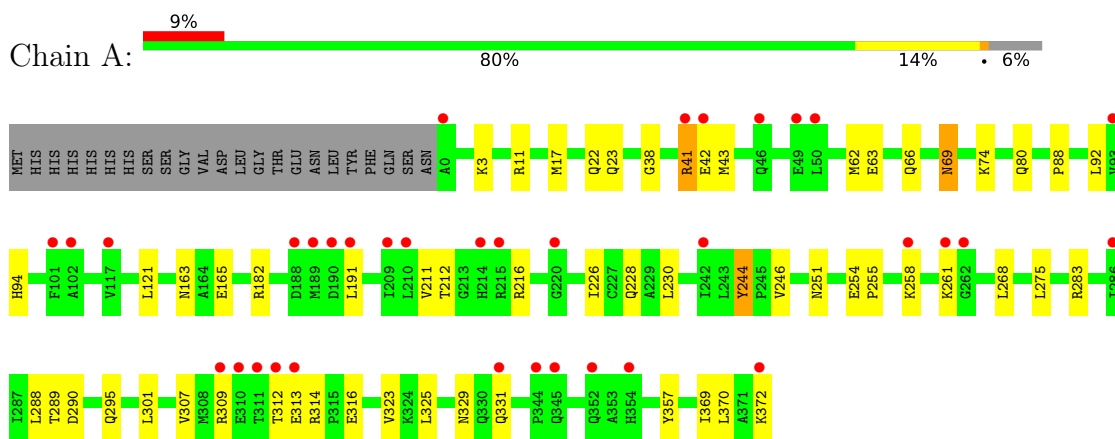 9%
Chain A:
80% 14% • 6%
MET HIS HIS HIS HIS HIS HIS SER SER GLY VAL ASP LEU GLY THR GLU ASN LEU TYR PHE GLN SER ASN A0 K3 R11 M17 Q22 Q23 G38 R41 E42 M43 Q46 E49 L50 M62 E63 Q66 N69 K74 Q80 P88 L92 V93
H94 F101 A102 V117 L121 N163 A164 E165 R182 D188 M189 D190 L191 I209 L210 V211 T212 G213 H214 R215 R216 G220 I226 C227 Q228 A229 L230 I242 L243 Y244 P245 V246 N251 E254 P255 K258 K261 G262 L268 L275 R283 I286
I287 L288 T289 D290 Q295 L301 V307 M308 R309 E310 T311 T312 E313 R314 P315 E316 V323 K324 L325 N329 Q330 Q331 P344 Q345 Q352 A353 H354 Y357 I369 L370 A371 K372